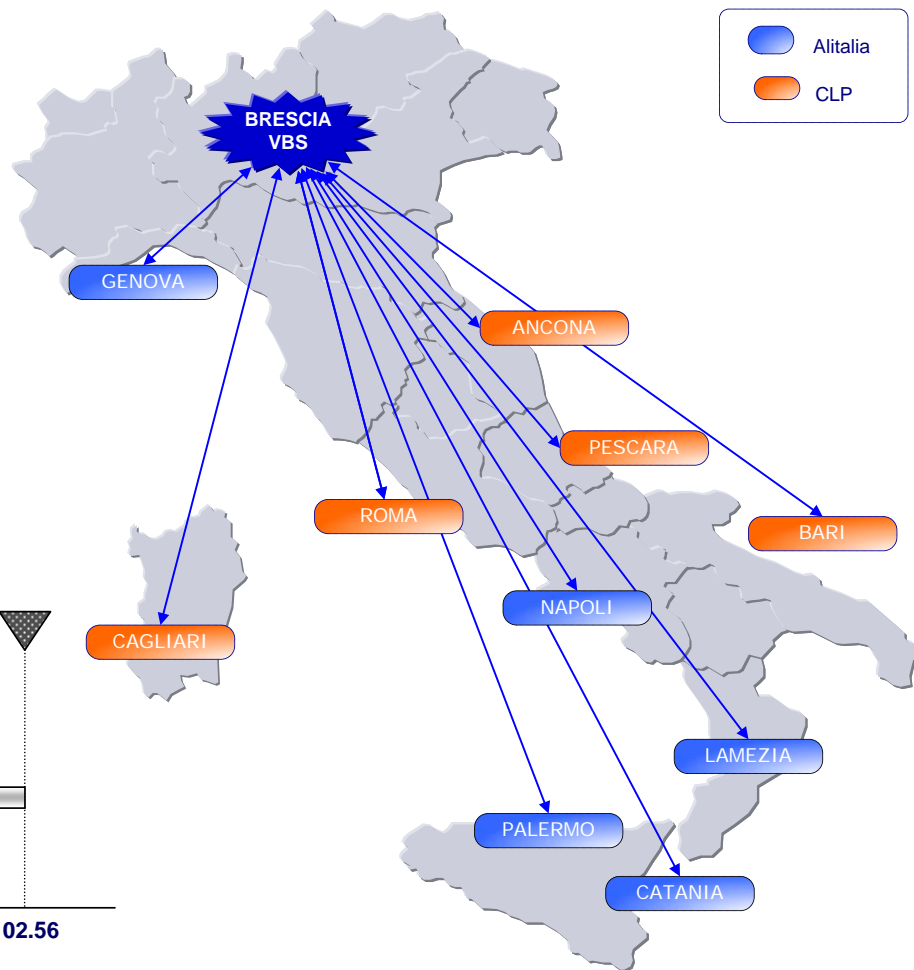 Alitalia
CLP
BRESCIA
VBS
GENOVA
ANCONA
PESCARA
ROMA
BARI
NAPOLI
CAGLIARI
LAMEZIA
PALERMO
CATANIA
02.56